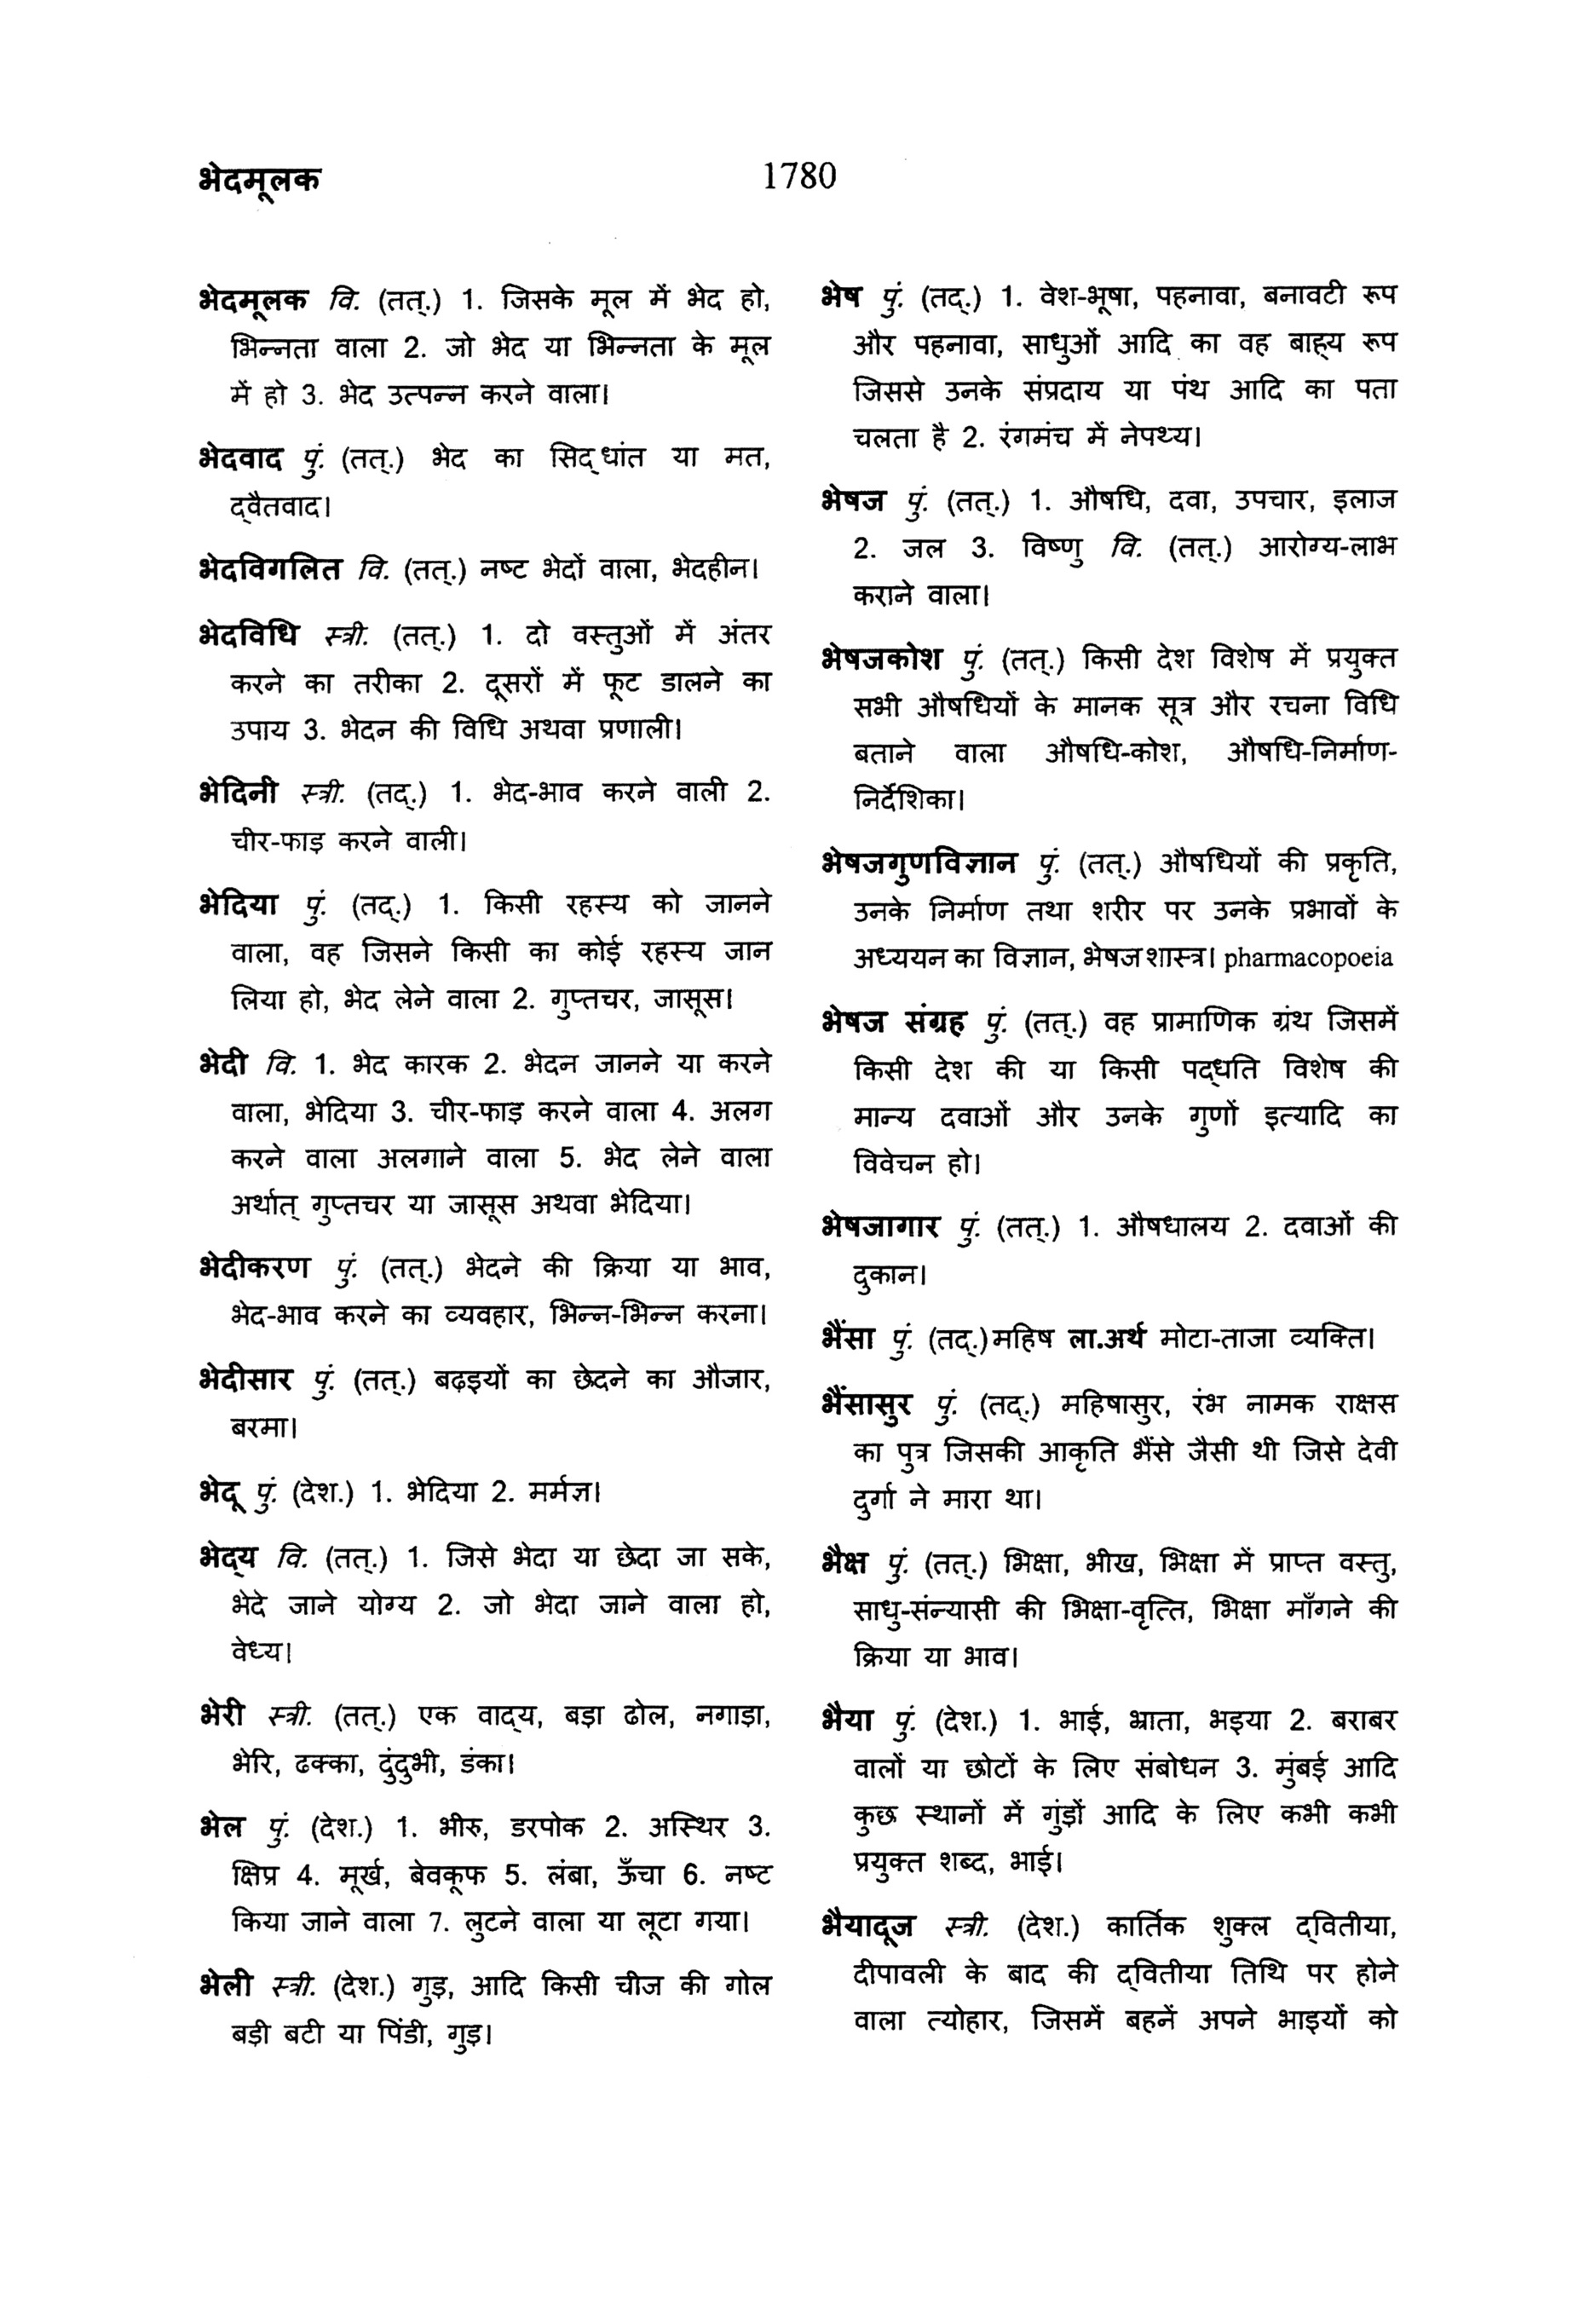 भेदमूलक
1780
भेदमूलक वि. (तत्.) 1. जिसके मूल में भेद हो,
भिन्नता वाला 2. जो भेद या भिन्नता के मूल
में हो 3. भेद उत्पन्न करने वाला।
भेदवाद पुं. (तत्.) भेद का सिद्धांत या मत,
द्वैतवाद।
भेदविगलित वि. (तत्.) नष्ट भेदों वाला, भेदहीन।
भेदविधि स्त्री. (तत्.) 1. दो वस्तुओं में अंतर
करने का तरीका 2. दूसरों में फूट डालने का
उपाय 3. भेदन की विधि अथवा प्रणाली।
भेदिनी स्त्री. (तद्.) 1. भेद-भाव करने वाली 2.
चीर-फाड़ करने वाली।
भेदिया पुं. (तद्.) 1. किसी रहस्य को जानने
वाला, वह जिसने किसी का कोई रहस्य जान
लिया हो, भेद लेने वाला 2. गुप्तचर, जासूस।
भेदी वि. 1. भेद कारक 2. भेदन जानने या करने
वाला, भेदिया 3. चीर-फाड़ करने वाला 4. अलग
करने वाला अलगाने वाला 5. भेद लेने वाला
अर्थात् गुप्तचर या जासूस अथवा भेदिया।
भेदीकरण पुं. (तत्.) भेदने की क्रिया या भाव,
भेद-भाव करने का व्यवहार, भिन्न-भिन्न करना।
भेदीसार पुं. (तत्.) बढ़इयों का छेदने का औजार,
बरमा।
भेदू पुं. (देश.) 1. भेदिया 2. मर्मज्ञ।
भेद्य वि. (तत्.) 1. जिसे भेदा या छेदा जा सके,
भेदे जाने योग्य 2. जो भेदा जाने वाला हो,
वेध्य।
भेरी स्त्री. (तत्.) एक वाद्य, बड़ा ढोल, नगाड़ा,
भेरि, ढक्का, दुंदुभी, डंका।
भेल पुं. (देश.) 1. भीरु, डरपोक 2. अस्थिर 3.
क्षिप्र 4. मूर्ख, बेवकूफ 5. लंबा, ऊँचा 6. नष्ट
किया जाने वाला 7. लुटने वाला या लूटा गया।
भेली स्त्री. (देश.) गुड़, आदि किसी चीज की गोल
बड़ी बटी या पिंडी, गुड़।
भेष पुं. (तद्.) 1. वेश-भूषा, पहनावा, बनावटी रूप
और पहनावा, साधुओं आदि का वह बाह्य रूप
जिससे उनके संप्रदाय या पंथ आदि का पता
चलता है 2. रंगमंच में नेपथ्य।
भेषज पुं. (तत्.) 1. औषधि, दवा, उपचार, इलाज
2. जल 3. विष्णु वि. (तत्.) आरोग्य-लाभ
कराने वाला।
भेषजकोश पुं. (तत्.) किसी देश विशेष में प्रयुक्त
सभी औषधियों के मानक सूत्र और रचना विधि
बताने वाला औषधि-कोश, औषधि-निर्माण-
निर्देशिका।
भेषजगुणविज्ञान पुं. (तत्.) औषधियों की प्रकृति,
उनके निर्माण तथा शरीर पर उनके प्रभावों के
अध्ययन का विज्ञान, भेषज शास्त्र। pharmacopoeia
भेषज संग्रह पुं. (तत्.) वह प्रामाणिक ग्रंथ जिसमें
किसी देश की या किसी पद्धति विशेष की
मान्य दवाओं और उनके गुणों इत्यादि का
विवेचन हो।
भेषजागार पुं. (तत्.) 1. औषधालय 2. दवाओं की
दुकान।
भैंसा पुं. (तद्.)महिष ला.अर्थ मोटा-ताजा व्यक्ति।
भैंसासुर पुं. (तद्.) महिषासुर, रंभ नामक राक्षस
का पुत्र जिसकी आकृति भैंसे जैसी थी जिसे देवी
दुर्गा ने मारा था।
भैक्ष पुं. (तत्.) भिक्षा, भीख, भिक्षा में प्राप्त वस्तु,
साधु-संन्यासी की भिक्षा-वृत्ति, भिक्षा माँगने की
क्रिया या भाव।
भैया पुं. (देश.) 1. भाई, भ्राता, भइया 2. बराबर
वालों या छोटों के लिए संबोधन 3. मुंबई आदि
कुछ स्थानों में गुंडों आदि के लिए कभी कभी
प्रयुक्त शब्द, भाई।
भैयादूज स्त्री. (देश.) कार्तिक शुक्ल द्वितीया,
दीपावली के बाद की द्वितीया तिथि पर होने
वाला त्योहार, जिसमें बहनें अपने भाइयों को